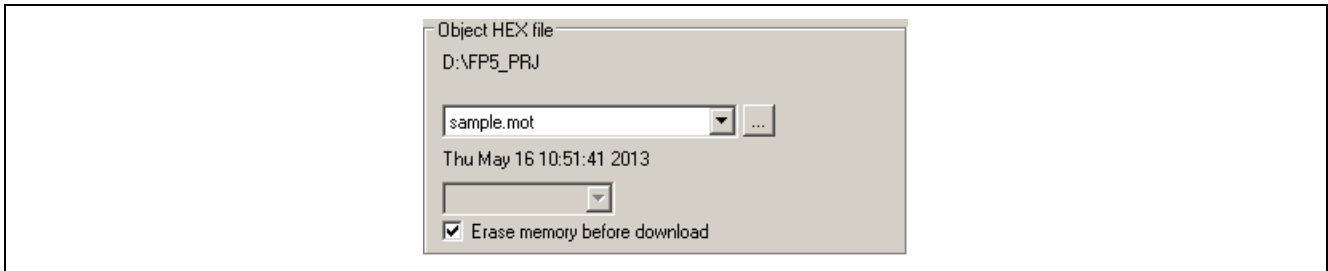 Object HEX file
D:\FP5_PRJ
sample.mot
...
Thu May 16 10:51:41 2013
Erase memory before download